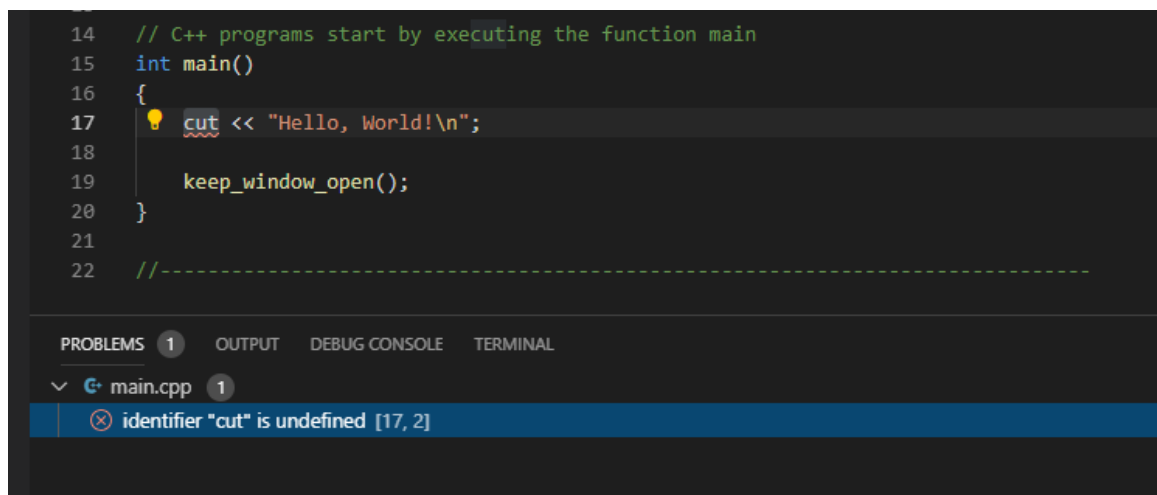 14 // C++ programs start by executing the function main
15 int main()
16 {
17 cut << "Hello, World!\n";
18
19 keep_window_open();
20 }
21
22 //------------------------------------------------------------------------------
PROBLEMS 1 OUTPUT DEBUG CONSOLE TERMINAL
main.cpp 1
identifier "cut" is undefined [17, 2]